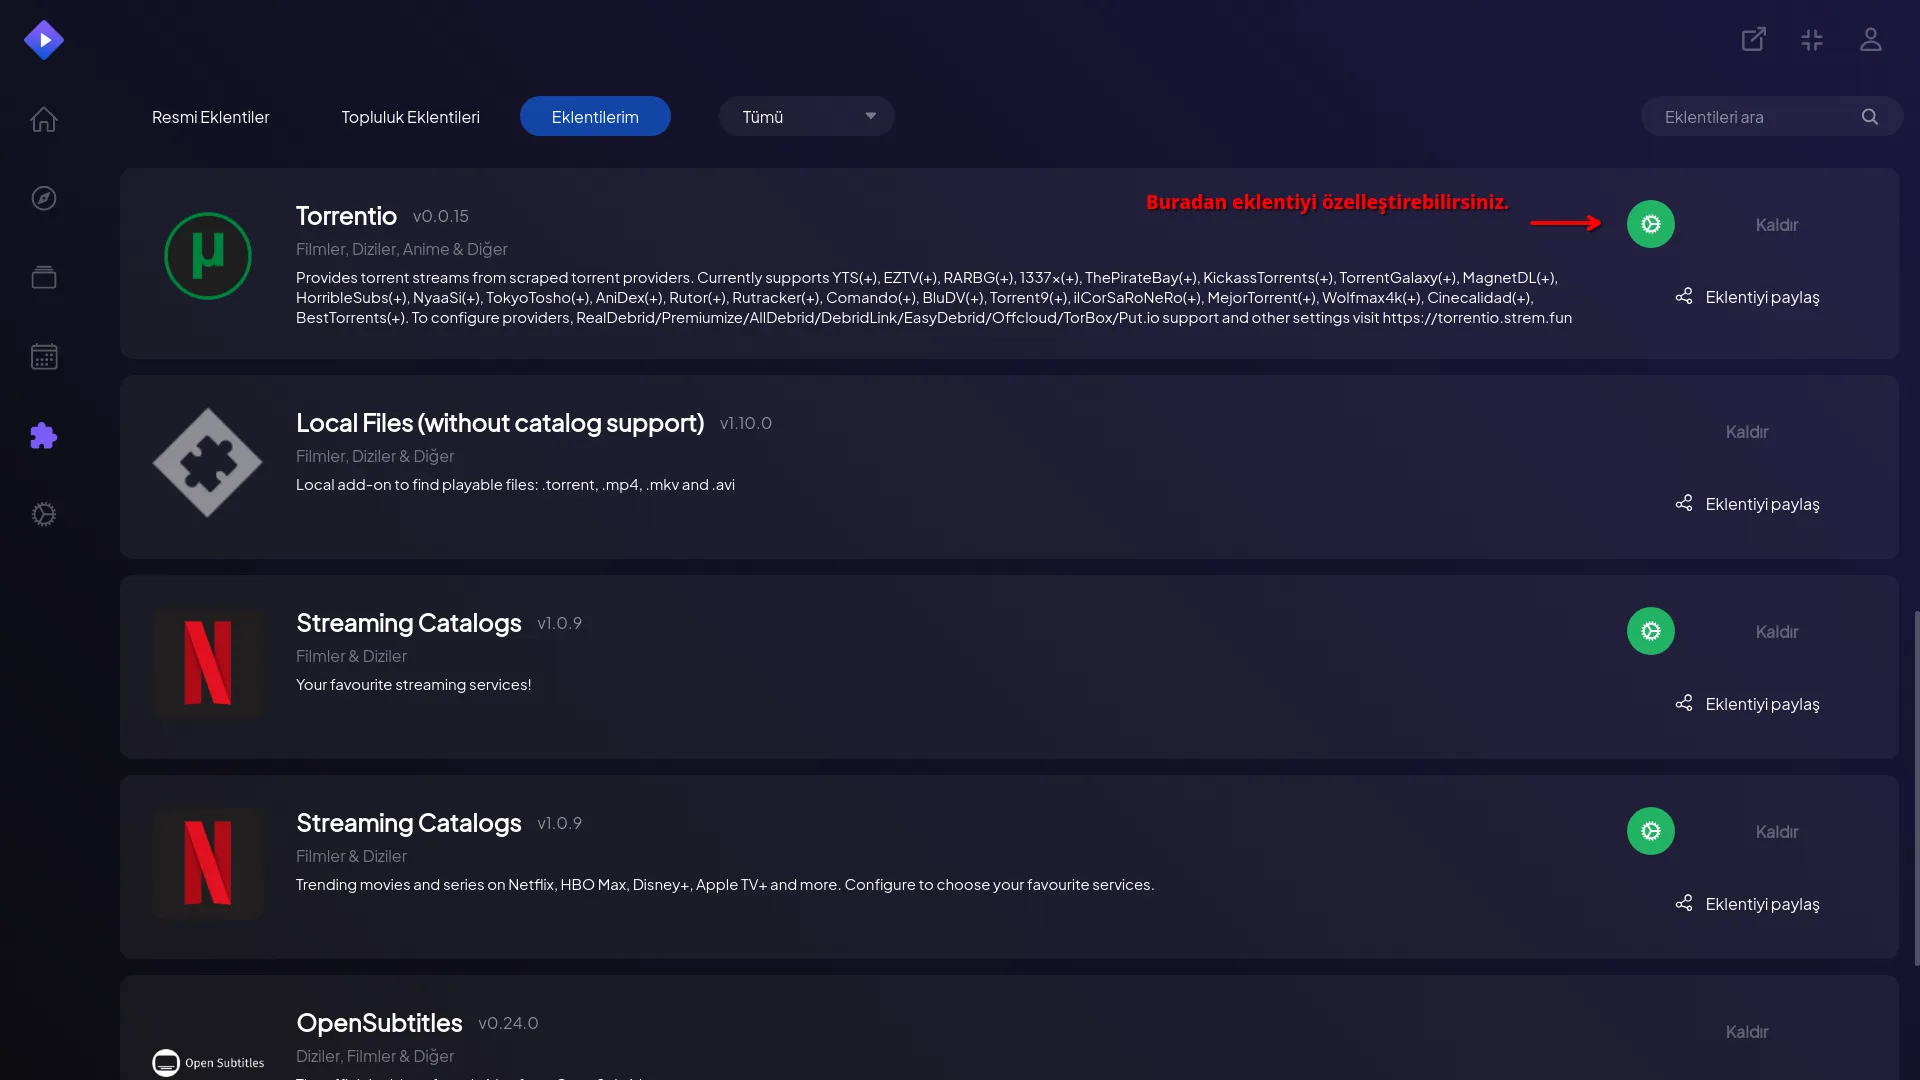 Resmi Eklentiler
Topluluk Eklentileri
Eklentilerim
Tümü
Eklentileri ara
Torrentio v0.0.15
Buradan eklentiyi özelleştirebilirsiniz.
Kaldır
Filmler, Diziler, Anime & Diğer
Provides torrent streams from scraped torrent providers. Currently supports YTS(+), EZTV(+), RARBG(+), 1337x(+), ThePirateBay(+), KickassTorrents(+), TorrentGalaxy(+), MagnetDL(+),
HorribleSubs(+), NyaaSi(+), TokyoTosho(+), AniDex(+), Rutor(+), Rutracker(+), Comando(+), BluDV(+), Torrent9(+), ilCorSaRoNeRo(+), MejorTorrent(+), Wolfmax4k(+), Cinecalidad(+),
BestTorrents(+). To configure providers, RealDebrid/Premiumize/AllDebrid/DebridLink/EasyDebrid/Offcloud/TorBox/Put.io support and other settings visit https://torrentio.strem.fun
Eklentiyi paylaş
Local Files (without catalog support) v1.10.0
Kaldır
Filmler, Diziler & Diğer
Local add-on to find playable files: .torrent, .mp4, .mkv and .avi
Eklentiyi paylaş
Streaming Catalogs v1.0.9
Kaldır
Filmler & Diziler
Your favourite streaming services!
Eklentiyi paylaş
Streaming Catalogs v1.0.9
Kaldır
Filmler & Diziler
Trending movies and series on Netflix, HBO Max, Disney+, Apple TV+ and more. Configure to choose your favourite services.
Eklentiyi paylaş
OpenSubtitles v0.24.0
Kaldır
Diziler, Filmler & Diğer
Open Subtitles